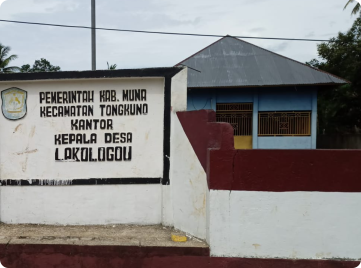 PEMERINTAH KAB. MUNA
KECAMATAN TONGKUNO
KANTOR
KEPALA DESA
LAKOLOGOU